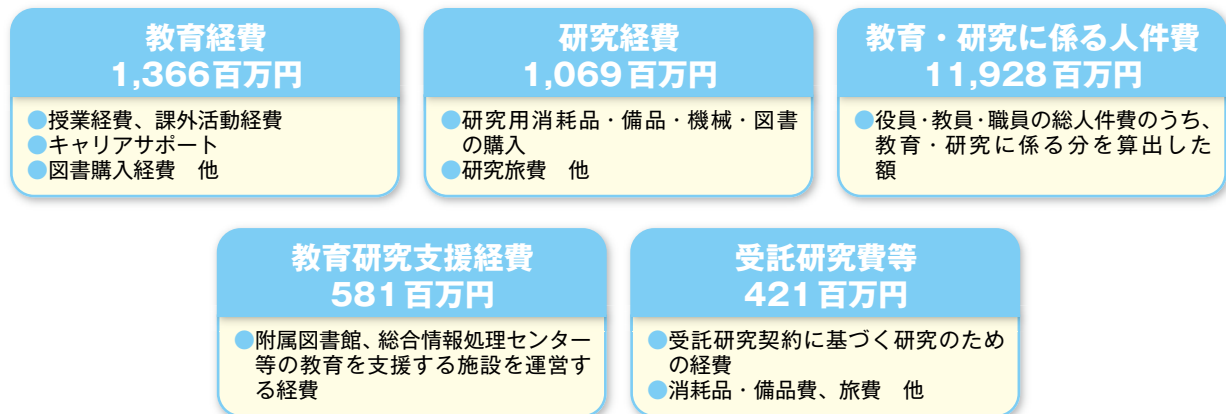 教育経費
1,366百万円
●授業経費、課外活動経費
●キャリアサポート
●図書購入経費　他
研究経費
1,069百万円
●研究用消耗品・備品・機械・図書
の購入
●研究旅費　他
教育・研究に係る人件費
11,928百万円
●役員・教員・職員の総人件費のうち、
教育・研究に係る分を算出した
額
教育研究支援経費
581百万円
●附属図書館、総合情報処理センター
等の教育を支援する施設を運営す
る経費
受託研究費等
421百万円
●受託研究契約に基づく研究のため
の経費
●消耗品・備品費、旅費　他